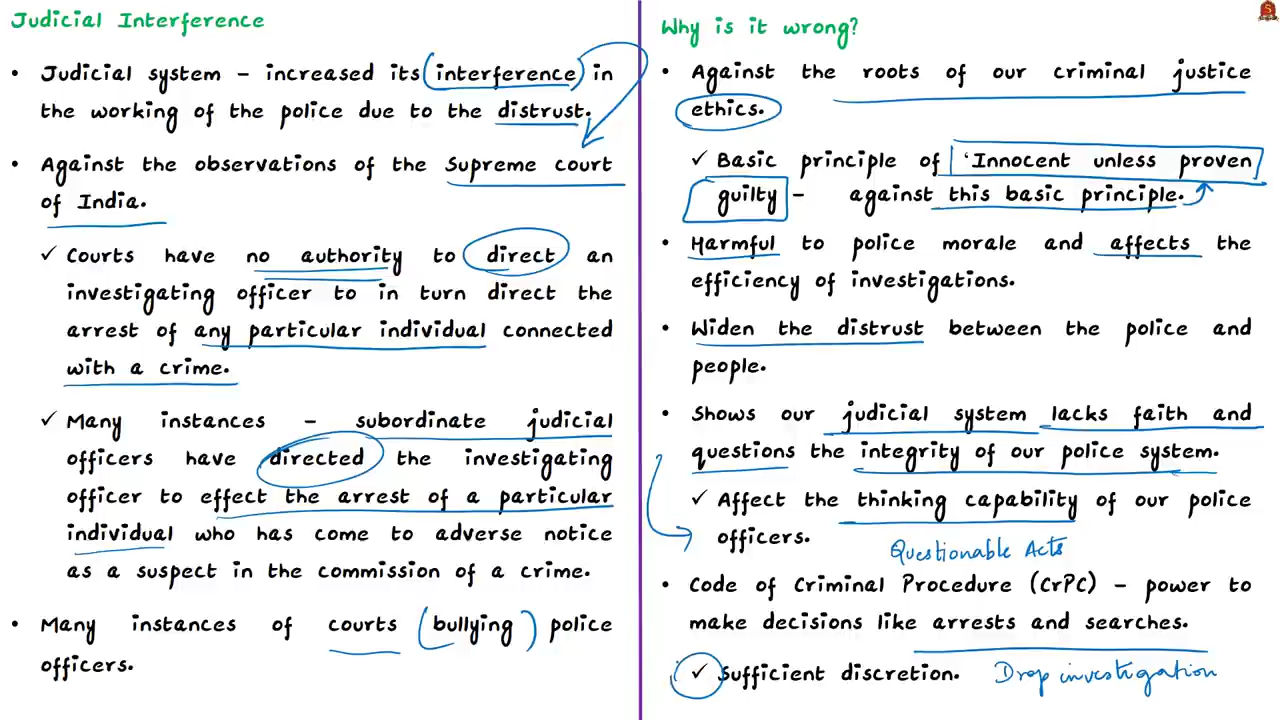 Judicial Interference
• Judicial system - increased its (interference) in
the working of the police due to the distrust.
• Against the observations of the Supreme court
of India.
✓ Courts have no authority to direct an
investigating officer to in turn direct the
arrest of any particular individual connected
with a crime.
✓ Many instances - subordinate judicial
officers have directed the investigating
officer to effect the arrest of a particular
individual who has come to adverse notice
as a suspect in the commission of a crime.
• Many instances of courts (bullying) police
officers.
Why is it wrong?
• Against the roots of our criminal justice
ethics.
✓ Basic principle of 'Innocent unless proven
guilty - against this basic principle.
• Harmful to police morale and affects the
efficiency of investigations.
• Widen the distrust between the police and
people.
• Shows our judicial system lacks faith and
questions the integrity of our police system.
✓ Affect the thinking capability of our police
officers.
Questionable Acts
• Code of Criminal Procedure (CrPC) - power to
make decisions like arrests and searches.
✓ Sufficient discretion. Drop investigation